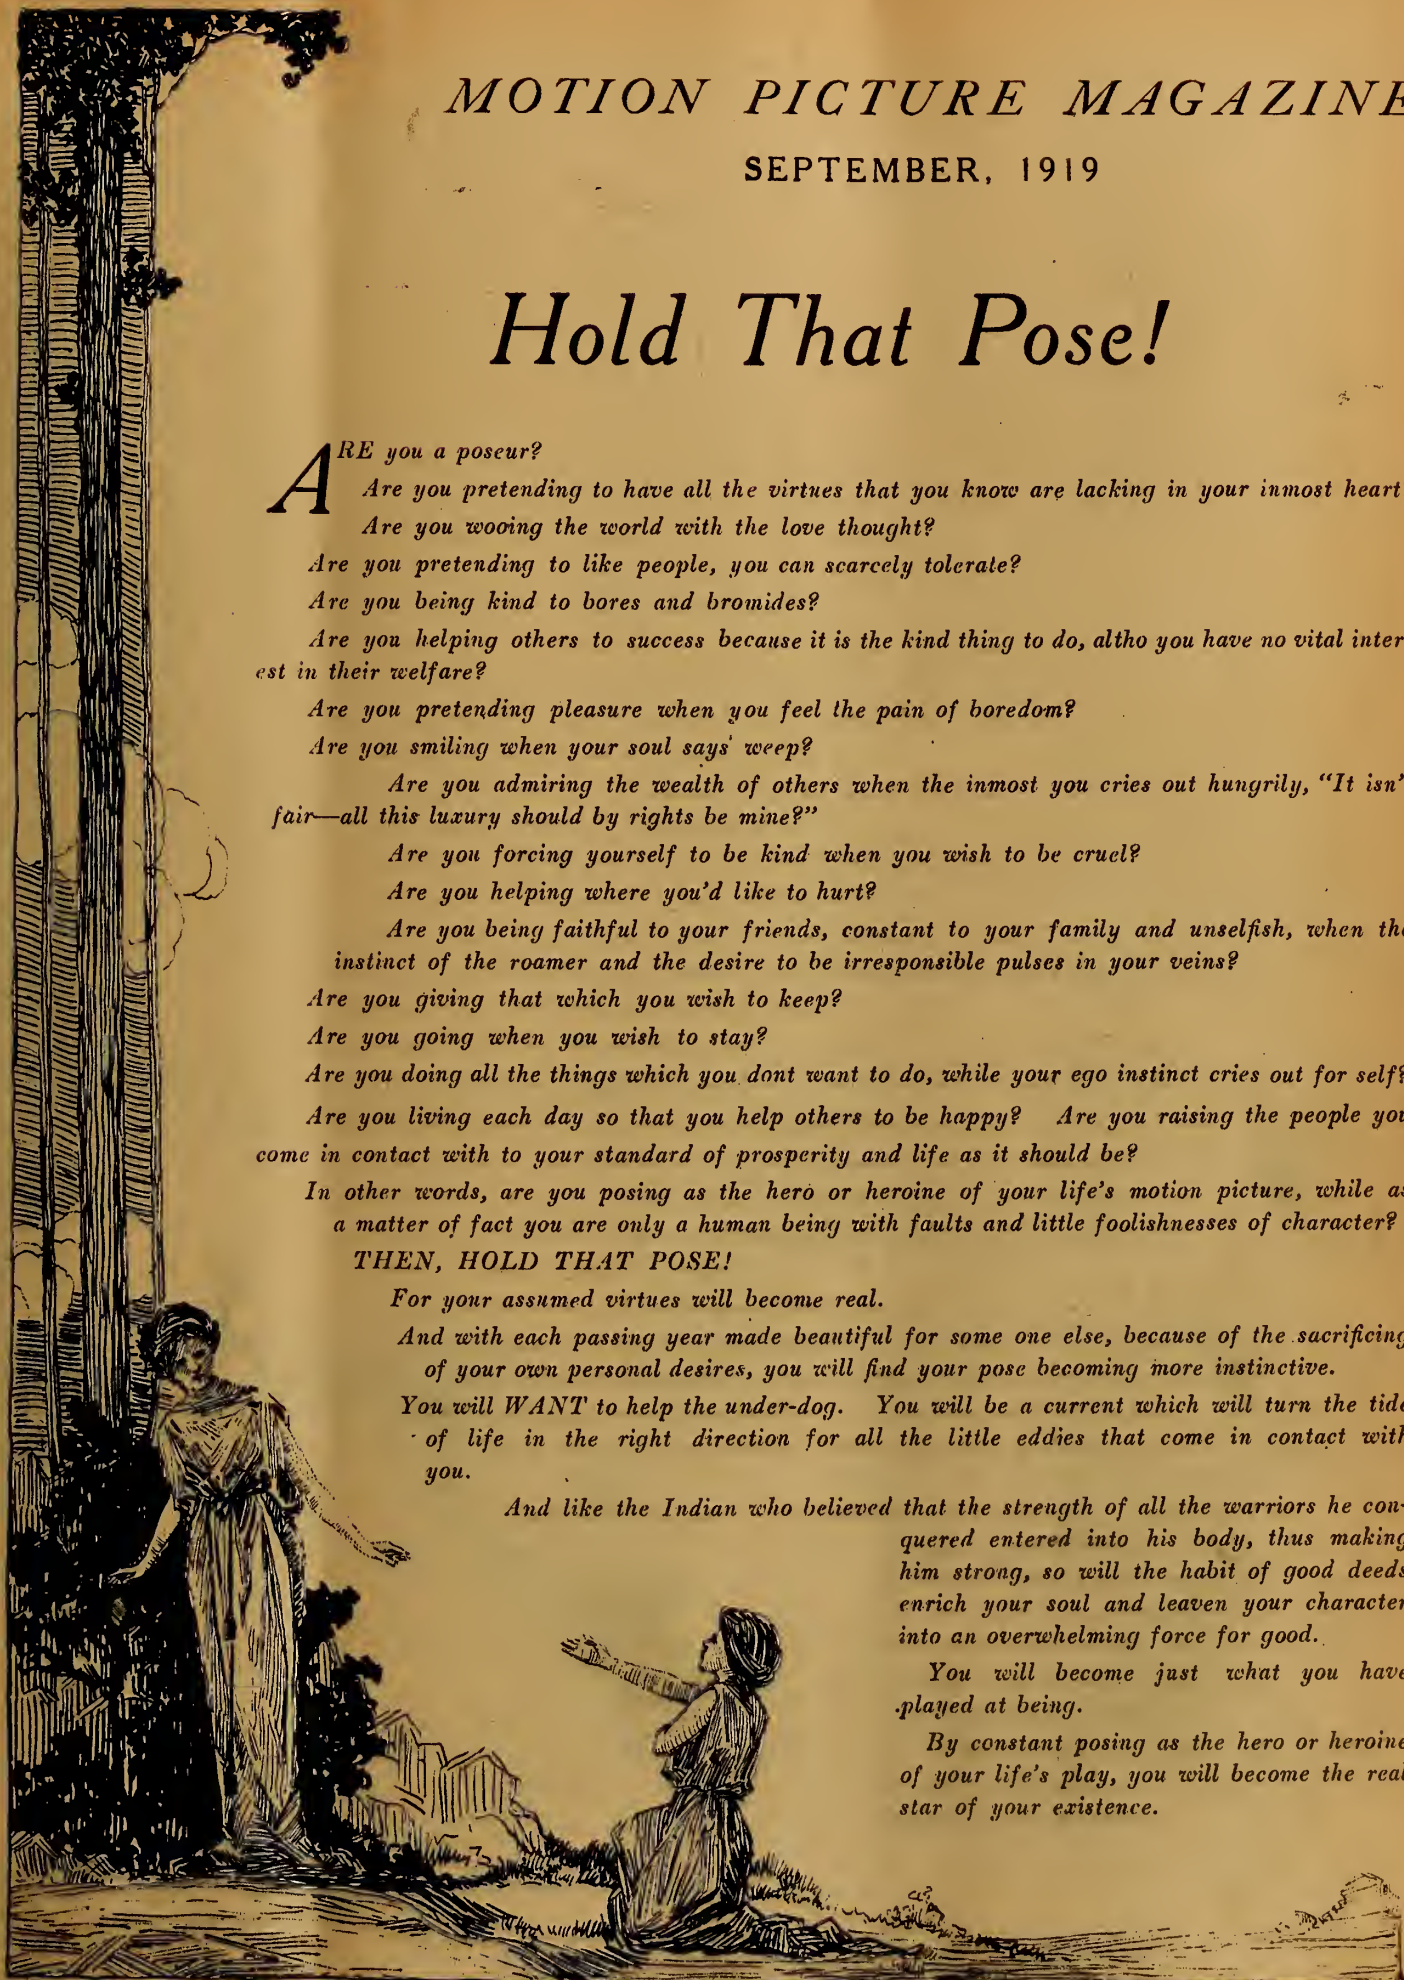 MOTION PICTURE MAGAZINE
SEPTEMBER, 1919
Hold That Pose!
ARE you a poseur?
Are you pretending to have all the virtues that you know are lacking in your inmost heart
Are you wooing the world with the love thought?
Are you pretending to like people, you can scarcely tolerate?
Are you being kind to bores and bromides?
Are you helping others to success because it is the kind thing to do, altho you have no vital inter
est in their welfare?
Are you pretending pleasure when you feel the pain of boredom?
Are you smiling when your soul says weep?
Are you admiring the wealth of others when the inmost you cries out hungrily, “It isn’
fair—all this luxury should by rights be mine?”
Are you forcing yourself to be kind when you wish to be cruel?
Are you helping where you’d like to hurt?
Are you being faithful to your friends, constant to your family and unselfish, when the
instinct of the roamer and the desire to be irresponsible pulses in your veins?
Are you giving that which you wish to keep?
Are you going when you wish to stay?
Are you doing all the things which you dont want to do, while your ego instinct cries out for self?
Are you living each day so that you help others to be happy? Are you raising the people you
come in contact with to your standard of prosperity and life as it should be?
In other words, are you posing as the hero or heroine of your life’s motion picture, while as
a matter of fact you are only a human being with faults and little foolishnesses of character?
THEN, HOLD THAT POSE!
For your assumed virtues will become real.
And with each passing year made beautiful for some one else, because of the sacrificing
of your own personal desires, you will find your pose becoming more instinctive.
You will WANT to help the under-dog. You will be a current which will turn the tide
of life in the right direction for all the little eddies that come in contact with
you.
And like the Indian who believed that the strength of all the warriors he con-
quered entered into his body, thus making
him strong, so will the habit of good deeds
enrich your soul and leaven your character
into an overwhelming force for good.
You will become just what you have
played at being.
By constant posing as the hero or heroine
of your life’s play, you will become the real
star of your existence.